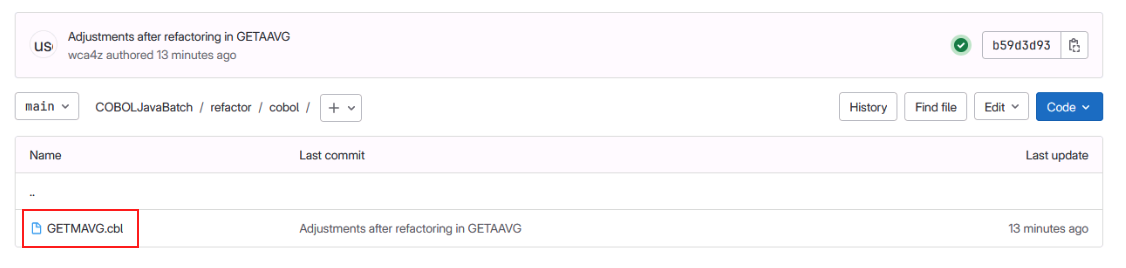 us
Adjustments after refactoring in GETAAVG
wca4z authored 13 minutes ago
b59d3d93
main
COBOLJavaBatch / refactor / cobol /
+
History
Find file
Edit
Code
Name
Last commit
Last update
..
GETMAVG.cbl
Adjustments after refactoring in GETAAVG
13 minutes ago